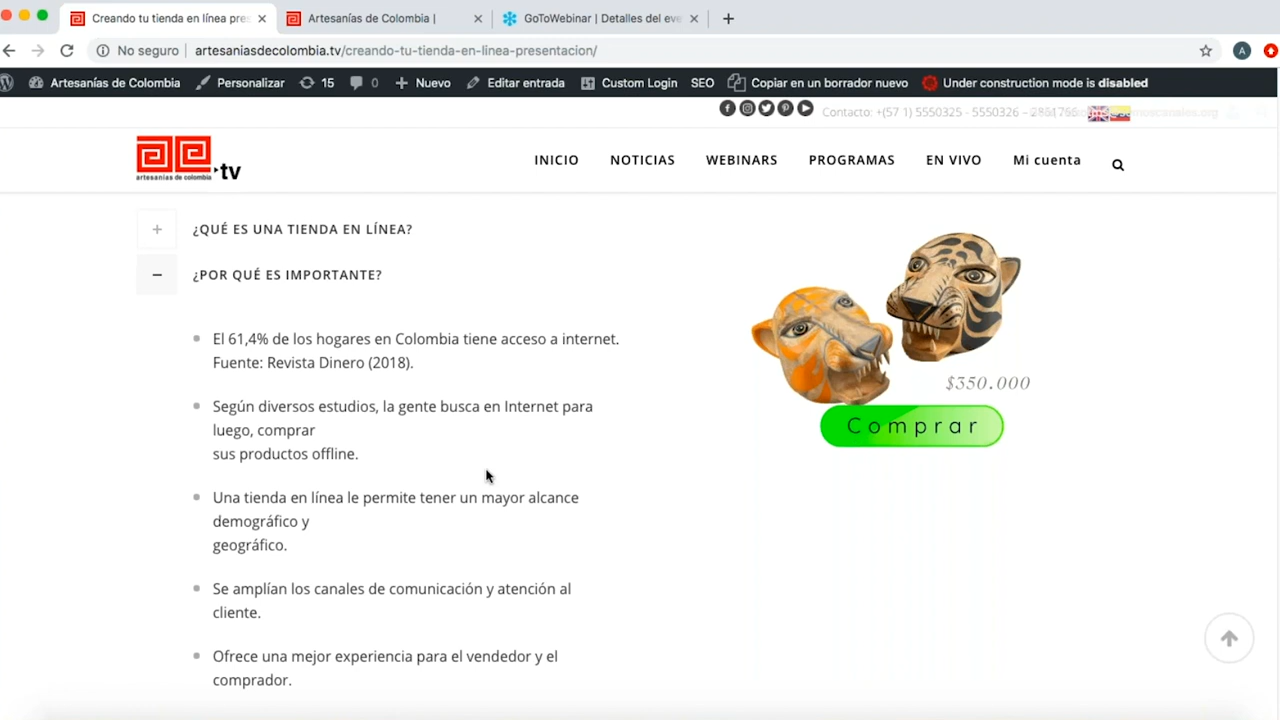 Creando tu tienda en línea pres
Artesanías de Colombia |
GoToWebinar | Detalles del eve
No seguro
artesaniasdecolombia.tv/creando-tu-tienda-en-linea-presentacion/
A
Artesanías de Colombia
Personalizar
15
0
Nuevo
Editar entrada
Custom Login
SEO
Copiar en un borrador nuevo
Under construction mode is disabled
Contacto: +(57 1) 5550325 - 5550326 -
artesanías de colombia
tv
INICIO
NOTICIAS
WEBINARS
PROGRAMAS
EN VIVO
Mi cuenta
¿QUÉ ES UNA TIENDA EN LÍNEA?
¿POR QUÉ ES IMPORTANTE?
El 61,4% de los hogares en Colombia tiene acceso a internet.
Fuente: Revista Dinero (2018).
Según diversos estudios, la gente busca en Internet para
luego, comprar
sus productos offline.
Una tienda en línea le permite tener un mayor alcance
demográfico y
geográfico.
Se amplían los canales de comunicación y atención al
cliente.
Ofrece una mejor experiencia para el vendedor y el
comprador.
$350.000
Comprar